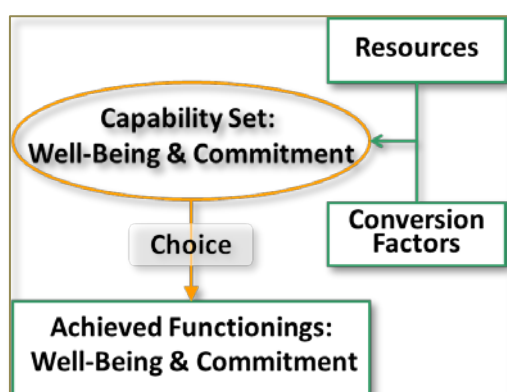 Resources
Capability Set:
Well-Being & Commitment
Conversion
Factors
Choice
Achieved Functionings:
Well-Being & Commitment